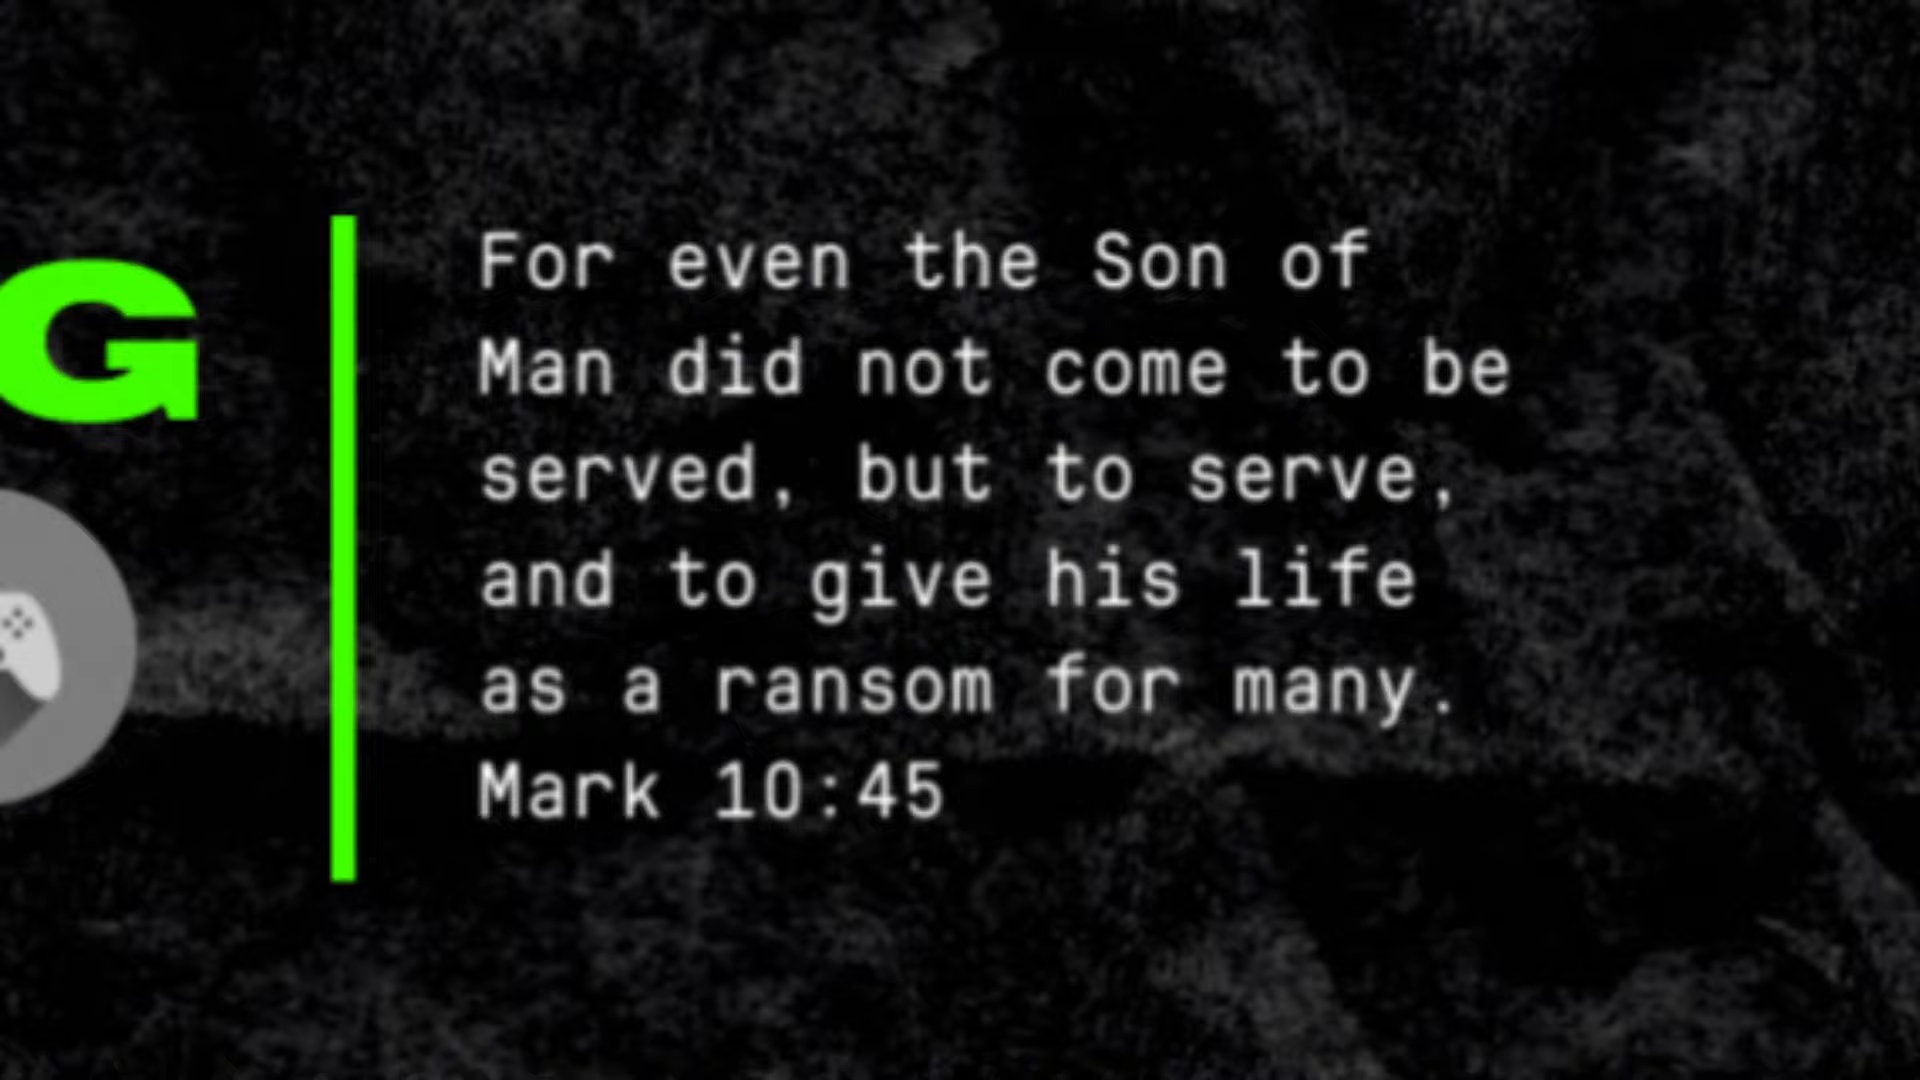 G
For even the Son of
Man did not come to be
served, but to serve,
and to give his life
as a ransom for many.
Mark 10:45